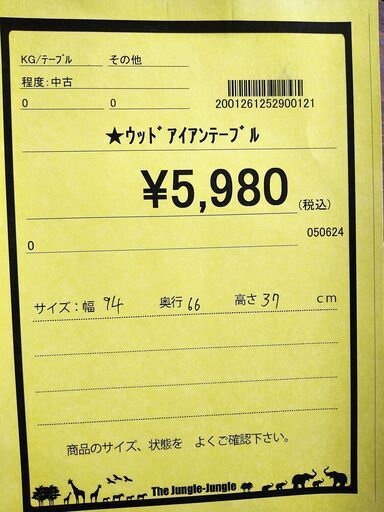 KG/ﾃｰﾌﾞﾙ その他
程度:中古
0 0
2001261252900121
★ｳｯﾄﾞｱｲｱﾝﾃｰﾌﾞﾙ
¥5,980 (税込)
0 050624
サイズ:幅 94 奥行 66 高さ 37 cm
商品のサイズ、状態を よくご確認下さい。
The Jungle-Jungle